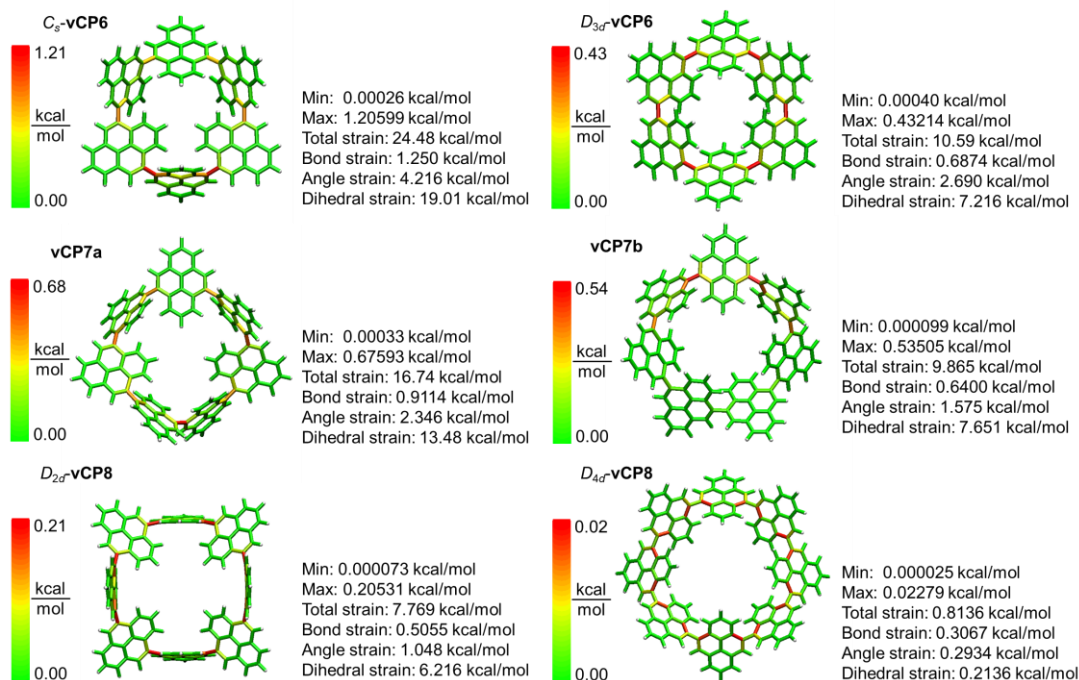 Cs-vCP6
1.21
kcal
mol
0.00
Min: 0.00026 kcal/mol
Max: 1.20599 kcal/mol
Total strain: 24.48 kcal/mol
Bond strain: 1.250 kcal/mol
Angle strain: 4.216 kcal/mol
Dihedral strain: 19.01 kcal/mol
D3d-vCP6
0.43
kcal
mol
0.00
Min: 0.00040 kcal/mol
Max: 0.43214 kcal/mol
Total strain: 10.59 kcal/mol
Bond strain: 0.6874 kcal/mol
Angle strain: 2.690 kcal/mol
Dihedral strain: 7.216 kcal/mol
vCP7a
0.68
kcal
mol
0.00
Min: 0.00033 kcal/mol
Max: 0.67593 kcal/mol
Total strain: 16.74 kcal/mol
Bond strain: 0.9114 kcal/mol
Angle strain: 2.346 kcal/mol
Dihedral strain: 13.48 kcal/mol
vCP7b
0.54
kcal
mol
0.00
Min: 0.000099 kcal/mol
Max: 0.53505 kcal/mol
Total strain: 9.865 kcal/mol
Bond strain: 0.6400 kcal/mol
Angle strain: 1.575 kcal/mol
Dihedral strain: 7.651 kcal/mol
D2d-vCP8
0.21
kcal
mol
0.00
Min: 0.000073 kcal/mol
Max: 0.20531 kcal/mol
Total strain: 7.769 kcal/mol
Bond strain: 0.5055 kcal/mol
Angle strain: 1.048 kcal/mol
Dihedral strain: 6.216 kcal/mol
D4d-vCP8
0.02
kcal
mol
0.00
Min: 0.000025 kcal/mol
Max: 0.02279 kcal/mol
Total strain: 0.8136 kcal/mol
Bond strain: 0.3067 kcal/mol
Angle strain: 0.2934 kcal/mol
Dihedral strain: 0.2136 kcal/mol